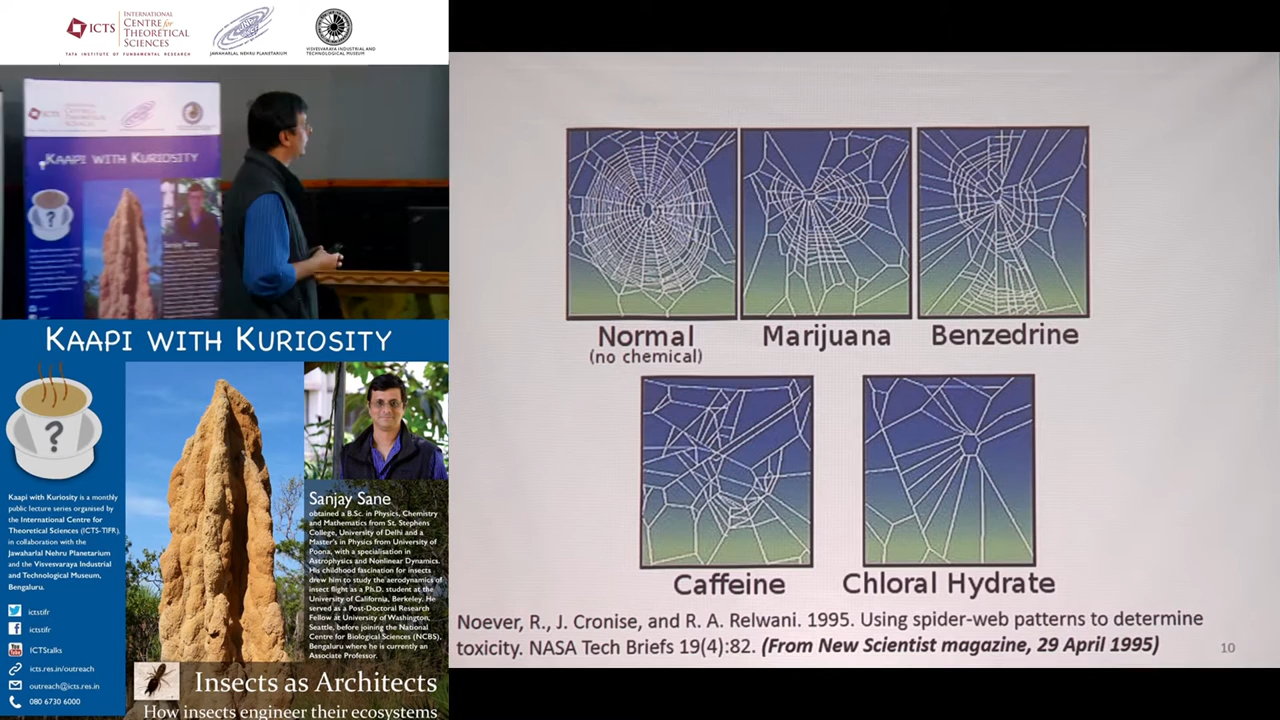 ICTS
INTERNATIONAL
CENTRE for
THEORETICAL
SCIENCES
TATA INSTITUTE OF FUNDAMENTAL RESEARCH
JAWAHARLAL NEHRU PLANETARIUM
VISVESVARAYA INDUSTRIAL AND
TECHNOLOGICAL MUSEUM
ICTS
KAAPI WITH KURIOSITY
?
Sanjay Sane
KAAPI WITH KURIOSITY
?
Kaapi with Kuriosity is a monthly
public lecture series organised by
the International Centre for
Theoretical Sciences (ICTS-TIFR),
in collaboration with the
Jawaharlal Nehru Planetarium
and the Visvesvaraya Industrial
and Technological Museum,
Bengaluru.
ictstifr
ictstifr
ICTStalks
icts.res.in/outreach
outreach@icts.res.in
080 6730 6000
Sanjay Sane
obtained a B.Sc. in Physics, Chemistry
and Mathematics from St. Stephens
College, University of Delhi and a
Master's in Physics from University of
Poona, with a specialisation in
Astrophysics and Nonlinear Dynamics.
His childhood fascination for insects
drew him to study the aerodynamics of
insect flight as a Ph.D. student at the
University of California, Berkeley. He
served as a Post-Doctoral Research
Fellow at University of Washington,
Seattle, before joining the National
Centre for Biological Sciences (NCBS),
Bengaluru where he is currently an
Associate Professor.
Insects as Architects
How insects engineer their ecosystems
Normal
(no chemical)
Marijuana
Benzedrine
Caffeine
Chloral Hydrate
Noever, R., J. Cronise, and R. A. Relwani. 1995. Using spider-web patterns to determine
toxicity. NASA Tech Briefs 19(4):82. (From New Scientist magazine, 29 April 1995)
10